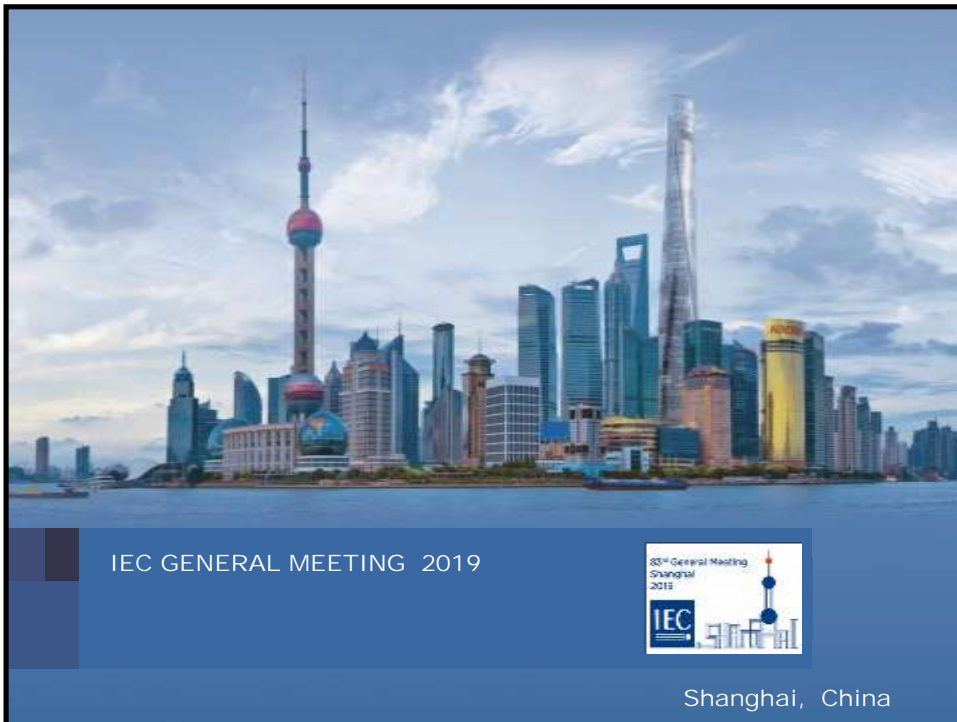 IEC GENERAL MEETING 2019
83rd General Meeting
Shanghai
2019
IEC
Shanghai, China